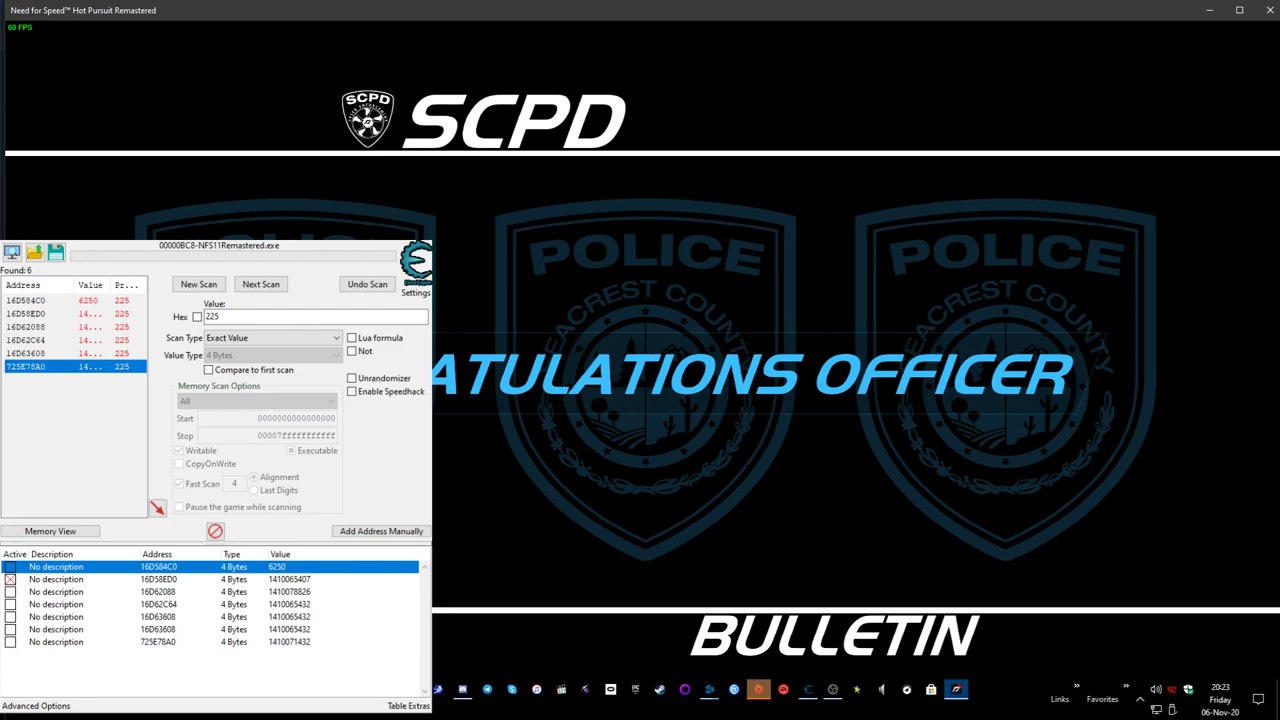 Need for Speed™ Hot Pursuit Remastered
60 FPS
SCPD
SCPD
POLICE
POLICE
SEACREST COUNTY
ATULATIONS OFFICER
BULLETIN
00000BC8-NFS11Remastered.exe
Found: 6
Settings
Address Value Pr...
16D584C0 6250 225
16D58ED0 14... 225
16D62088 14... 225
16D62C64 14... 225
16D63608 14... 225
725E78A0 14... 225
New Scan Next Scan Undo Scan
Value:
Hex 225
Scan Type Exact Value
Lua formula
Value Type 4 Bytes
Not
Compare to first scan
Unrandomizer
Enable Speedhack
Memory Scan Options
All
Start 0000000000000000
Stop 00007fffffffffff
Writable Executable
CopyOnWrite
Fast Scan 4 Alignment
Last Digits
Pause the game while scanning
Memory View Add Address Manually
Active Description Address Type Value
No description 16D584C0 4 Bytes 6250
No description 16D58ED0 4 Bytes 1410065407
No description 16D62088 4 Bytes 1410078826
No description 16D62C64 4 Bytes 1410065432
No description 16D63608 4 Bytes 1410065432
No description 16D63608 4 Bytes 1410065432
No description 725E78A0 4 Bytes 1410071432
Advanced Options Table Extras
Links » Favorites »
20:23
Friday
06-Nov-20